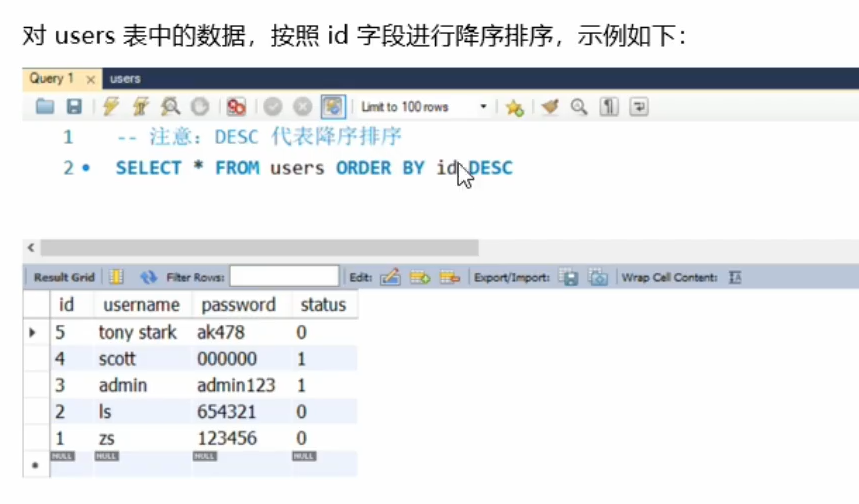 对 users 表中的数据，按照 id 字段进行降序排序，示例如下：
Query 1 × users
Limit to 100 rows
1 -- 注意：DESC 代表降序排序
2 SELECT * FROM users ORDER BY id DESC
Result Grid Filter Rows: Edit: Export/Import: Wrap Cell Content:
id username password status
5 tony stark ak478 0
4 scott 000000 1
3 admin admin123 1
2 ls 654321 0
1 zs 123456 0
NULL NULL NULL NULL